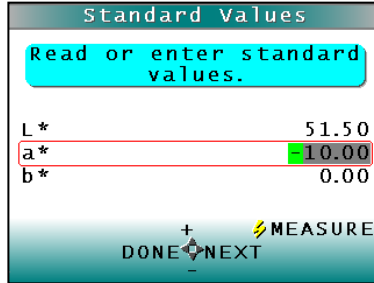 Standard Values
Read or enter standard
values.
L* 51.50
a* -10.00
b* 0.00
+ MEASURE
DONE NEXT
-